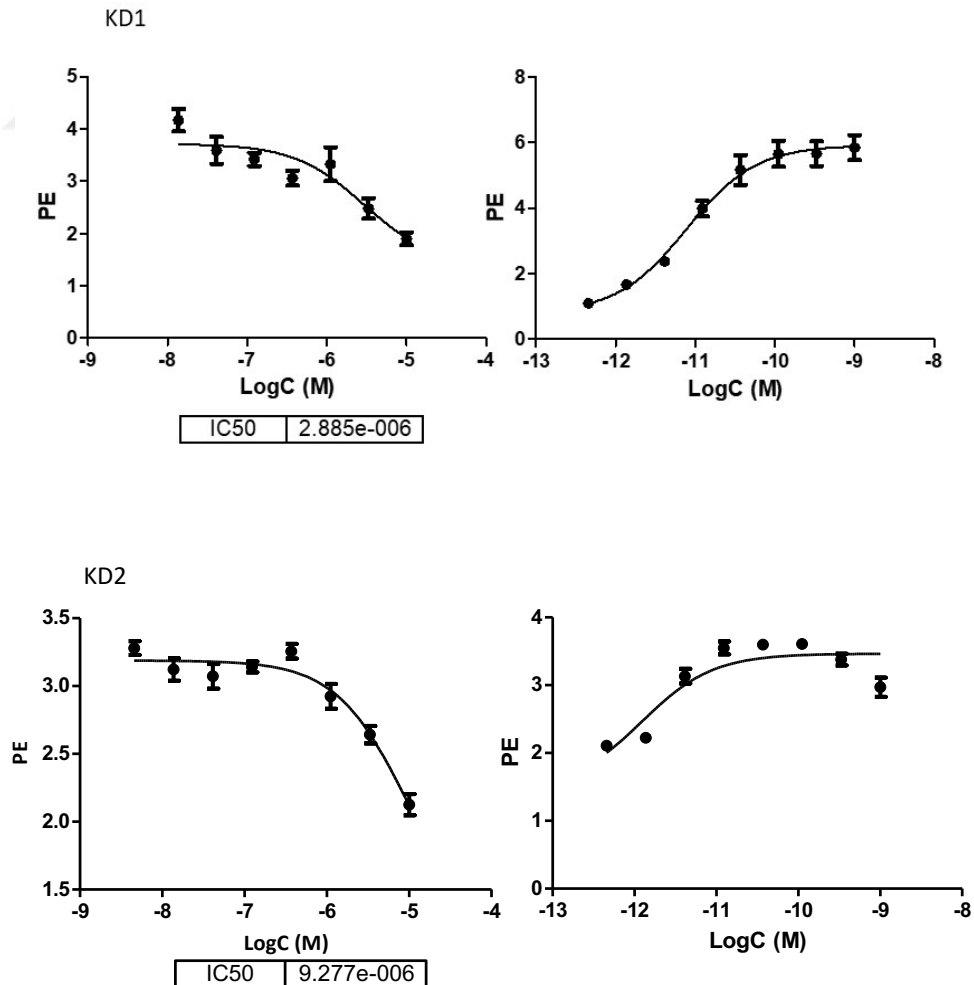 KD1
5
4
3
2
1
0
PE
-9 -8 -7 -6 -5 -4
LogC (M)
IC50 2.885e-006
8
6
4
2
0
PE
-13 -12 -11 -10 -9 -8
LogC (M)
KD2
3.5
3.0
2.5
2.0
1.5
PE
-9 -8 -7 -6 -5 -4
LogC (M)
IC50 9.277e-006
4
3
2
1
0
PE
-13 -12 -11 -10 -9 -8
LogC (M)